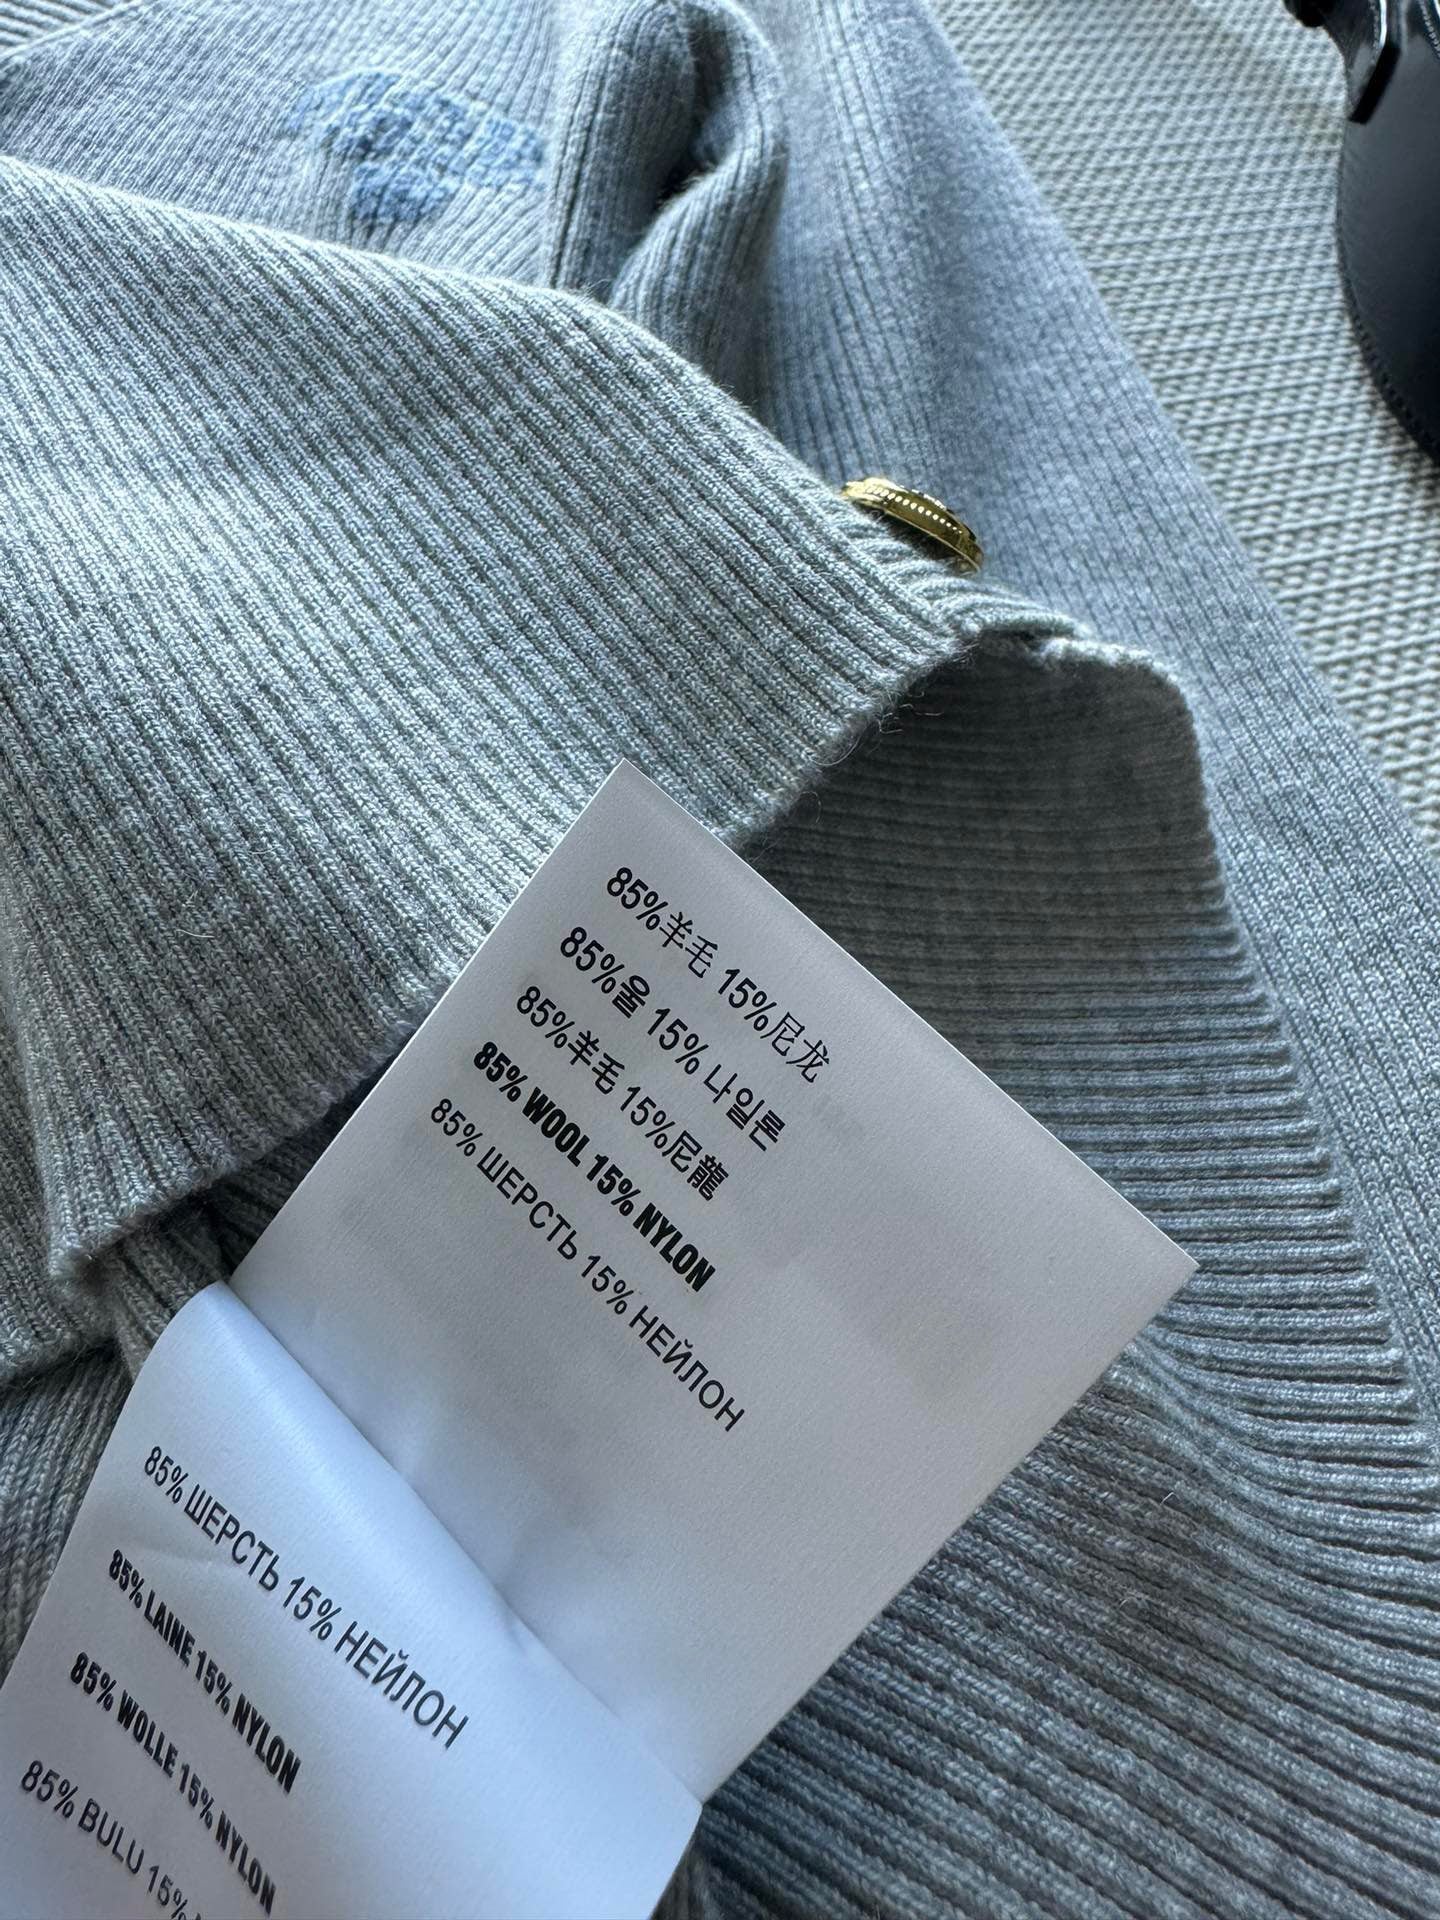 85%羊毛 15%尼龙
85%울 15% 나일론
85%羊毛 15%尼龍
85% WOOL 15% NYLON
85% ШЕРСТЬ 15% НЕЙЛОН
85% ШЕРСТЬ 15% НЕЙЛОН
85% LAINE 15% NYLON
85% WOLLE 15% NYLON
85% BULU 15%